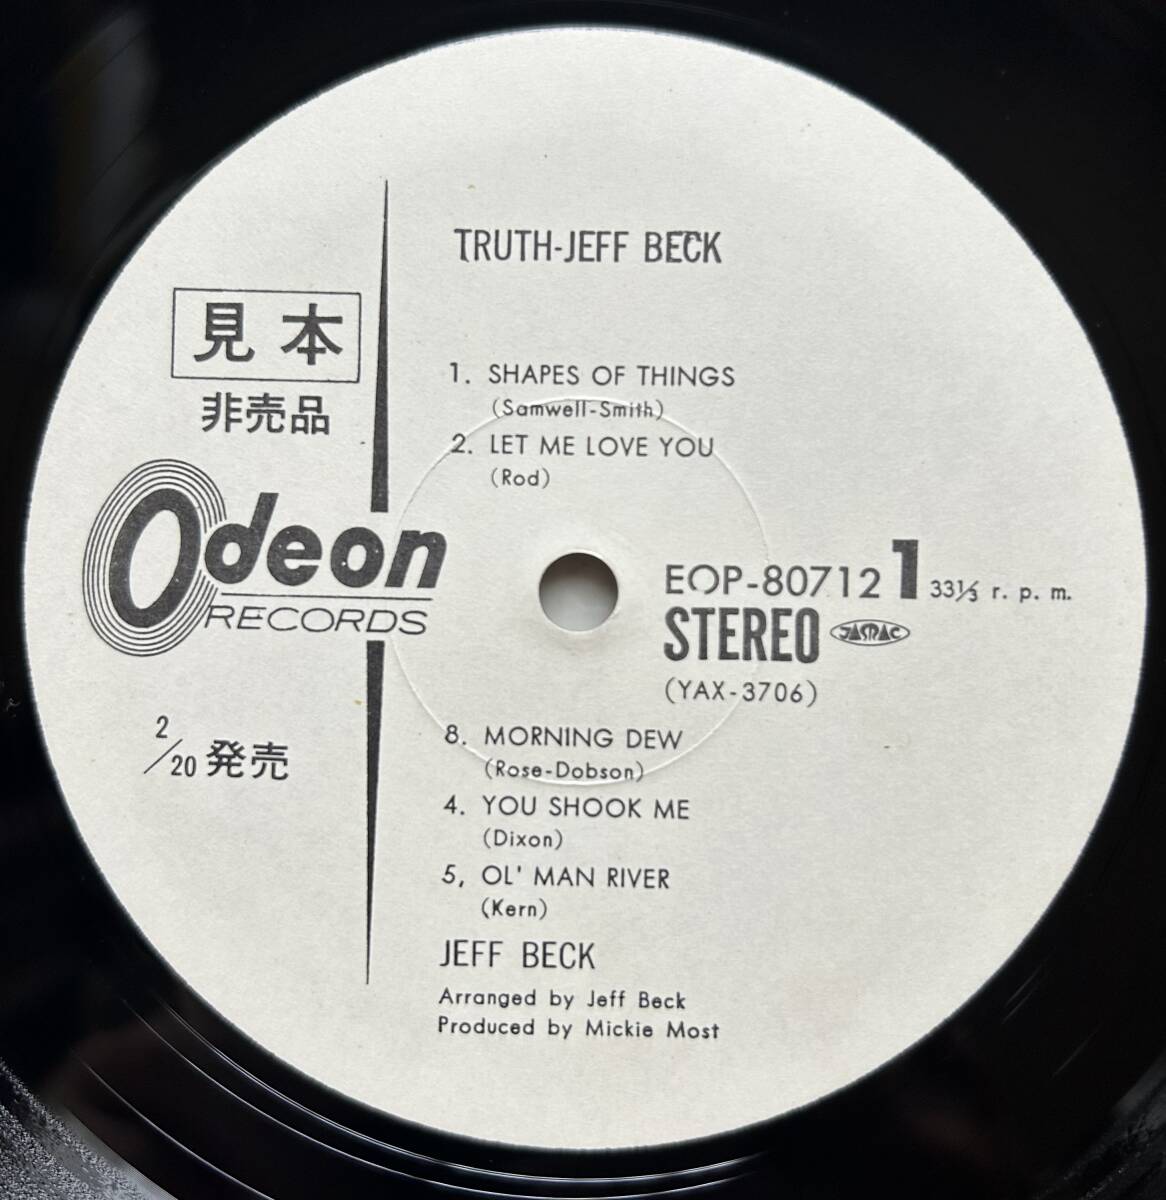 TRUTH-JEFF BECK
見本
非売品
1. SHAPES OF THINGS
(Samwell-Smith)
2. LET ME LOVE YOU
(Rod)
Odeon
RECORDS
EOP-80712 1 33⅓ r. p. m.
STEREO JASRAC
(YAX-3706)
2/20 発売
8. MORNING DEW
(Rose-Dobson)
4. YOU SHOOK ME
(Dixon)
5, OL' MAN RIVER
(Kern)
JEFF BECK
Arranged by Jeff Beck
Produced by Mickie Most